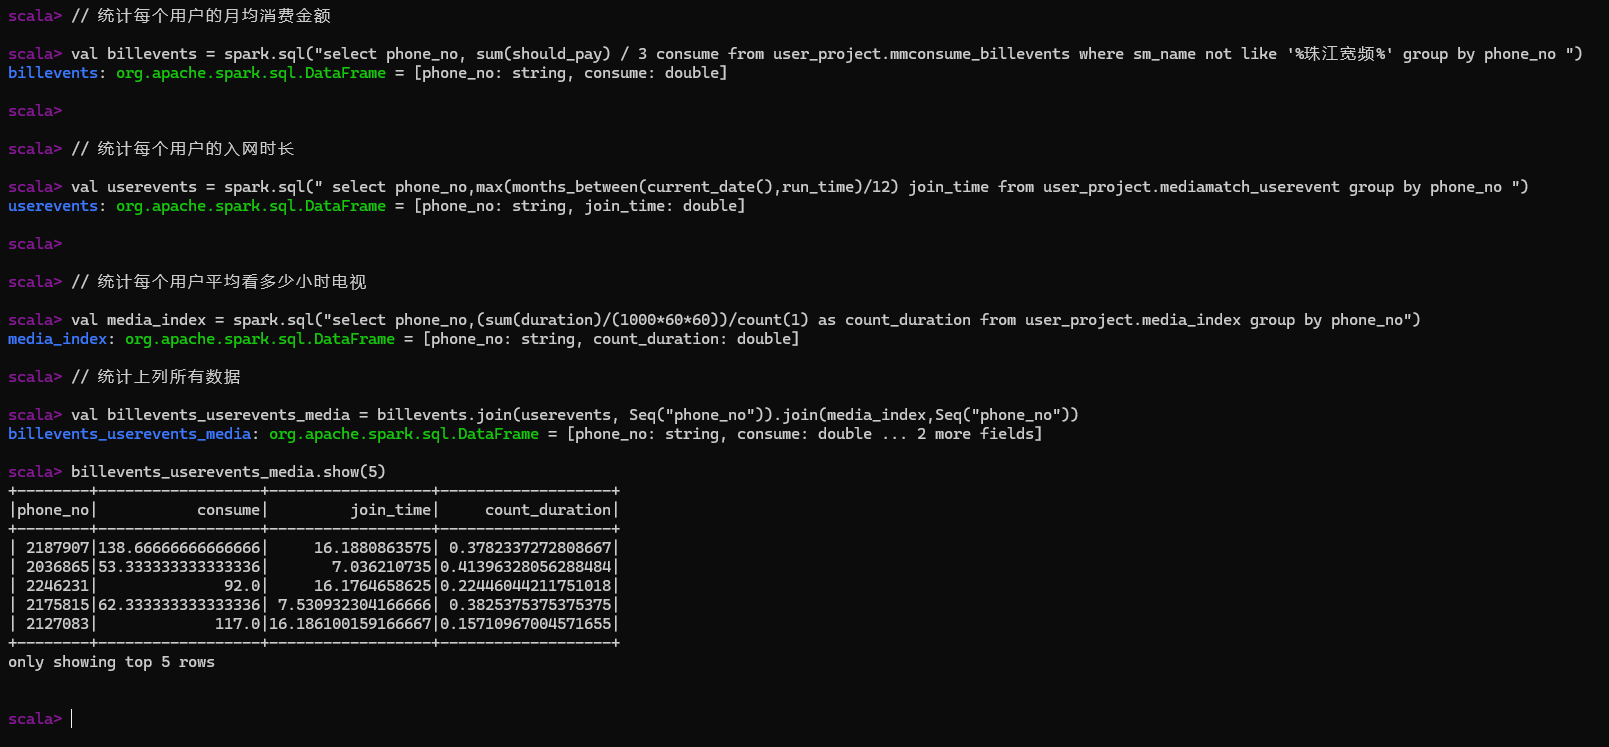 scala> // 统计每个用户的月均消费金额
scala> val billevents = spark.sql("select phone_no, sum(should_pay) / 3 consume from user_project.mmconsume_billevents where sm_name not like '%珠江宽频%' group by phone_no ")
billevents: org.apache.spark.sql.DataFrame = [phone_no: string, consume: double]
scala>
scala> // 统计每个用户的入网时长
scala> val userevents = spark.sql(" select phone_no,max(months_between(current_date(),run_time)/12) join_time from user_project.mediamatch_userevent group by phone_no ")
userevents: org.apache.spark.sql.DataFrame = [phone_no: string, join_time: double]
scala>
scala> // 统计每个用户平均看多少小时电视
scala> val media_index = spark.sql("select phone_no,(sum(duration)/(1000*60*60))/count(1) as count_duration from user_project.media_index group by phone_no")
media_index: org.apache.spark.sql.DataFrame = [phone_no: string, count_duration: double]
scala> // 统计上列所有数据
scala> val billevents_userevents_media = billevents.join(userevents, Seq("phone_no")).join(media_index,Seq("phone_no"))
billevents_userevents_media: org.apache.spark.sql.DataFrame = [phone_no: string, consume: double ... 2 more fields]
scala> billevents_userevents_media.show(5)
+--------+------------------+------------------+-------------------+
|phone_no|           consume|         join_time|     count_duration|
+--------+------------------+------------------+-------------------+
| 2187907|138.66666666666666|     16.1880863575| 0.3782337272808667|
| 2036865|53.333333333333336|       7.036210735|0.41396328056288484|
| 2246231|              92.0|     16.1764658625|0.22446044211751018|
| 2175815|62.333333333333336| 7.530932304166666| 0.3825375375375375|
| 2127083|             117.0|16.186100159166667|0.15710967004571655|
+--------+------------------+------------------+-------------------+
only showing top 5 rows
scala>